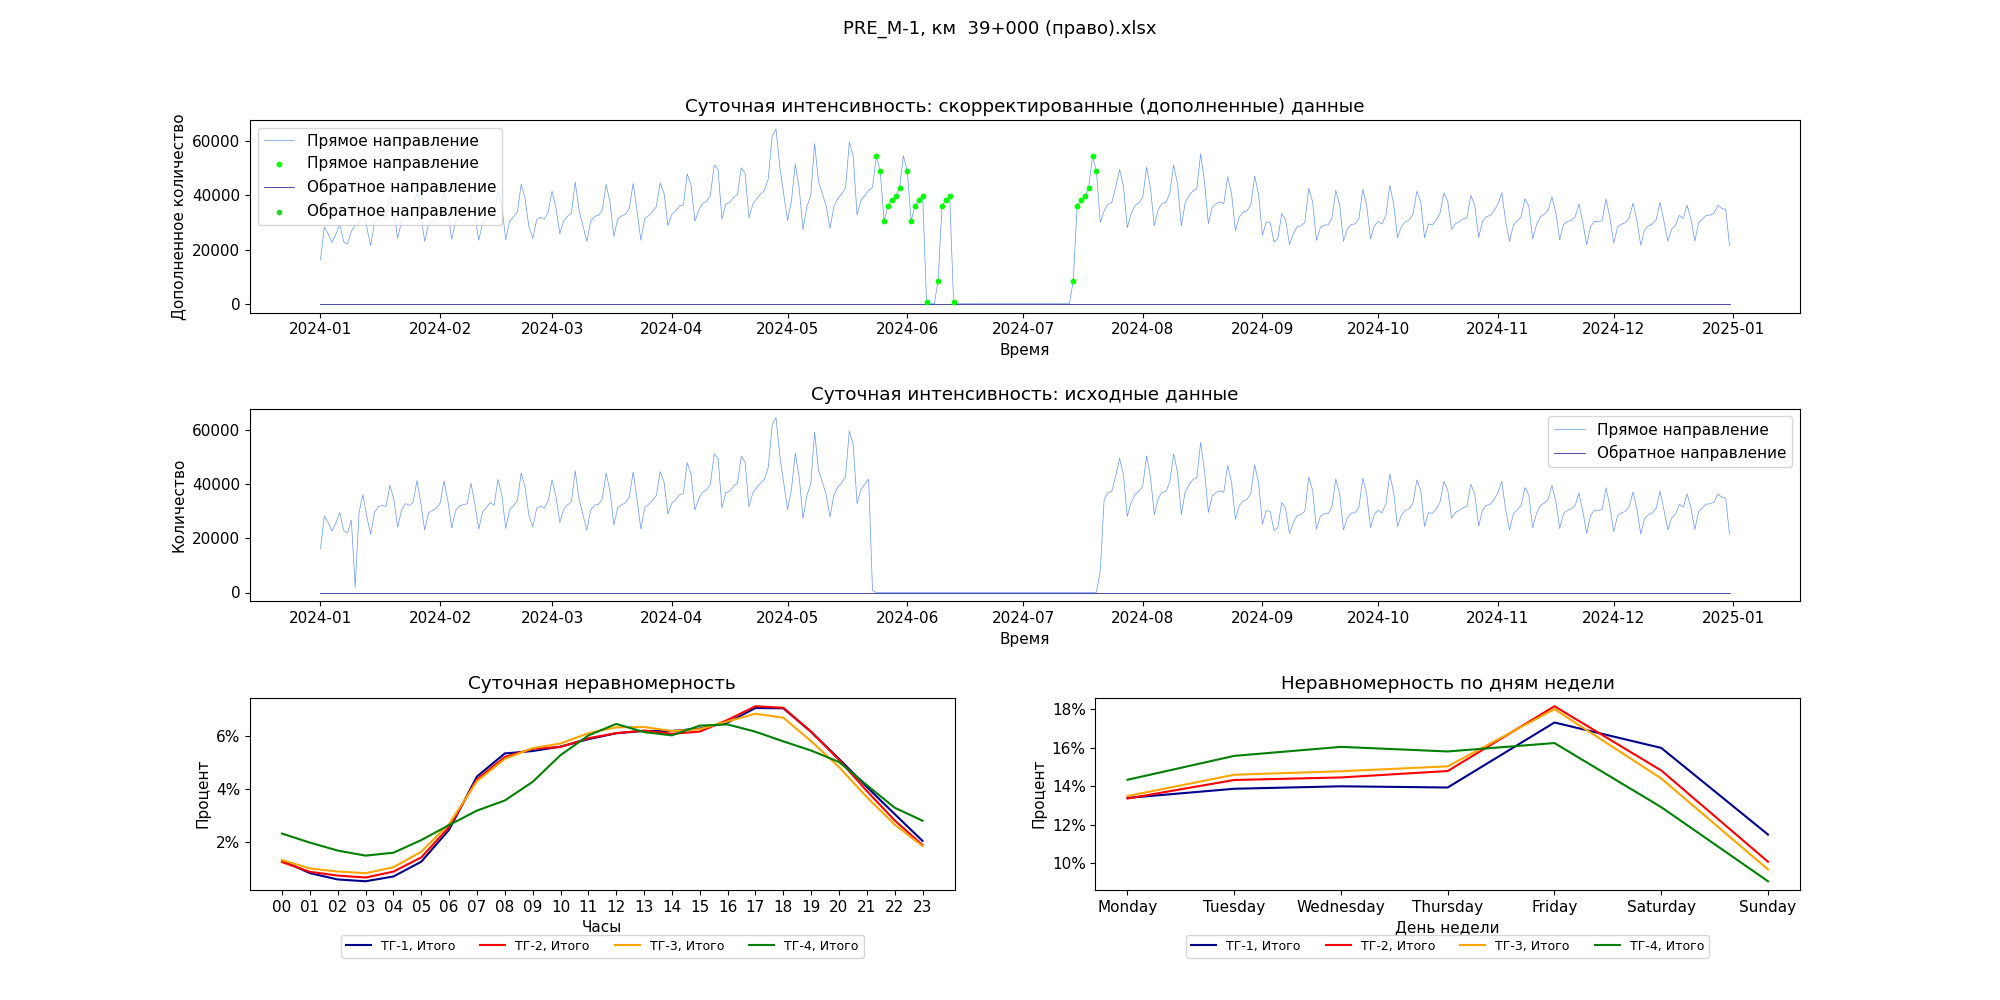 PRE_M-1, км  39+000 (право).xlsx
Суточная интенсивность: скорректированные (дополненные) данные
Дополненное количество
60000
40000
20000
0
Прямое направление
Прямое направление
Обратное направление
Обратное направление
2024-01 2024-02 2024-03 2024-04 2024-05 2024-06 2024-07 2024-08 2024-09 2024-10 2024-11 2024-12 2025-01
Время
Суточная интенсивность: исходные данные
Количество
60000
40000
20000
0
Прямое направление
Обратное направление
2024-01 2024-02 2024-03 2024-04 2024-05 2024-06 2024-07 2024-08 2024-09 2024-10 2024-11 2024-12 2025-01
Время
Суточная неравномерность
Процент
6%
4%
2%
00 01 02 03 04 05 06 07 08 09 10 11 12 13 14 15 16 17 18 19 20 21 22 23
Часы
ТГ-1, Итого ТГ-2, Итого ТГ-3, Итого ТГ-4, Итого
Неравномерность по дням недели
Процент
18%
16%
14%
12%
10%
Monday Tuesday Wednesday Thursday Friday Saturday Sunday
День недели
ТГ-1, Итого ТГ-2, Итого ТГ-3, Итого ТГ-4, Итого